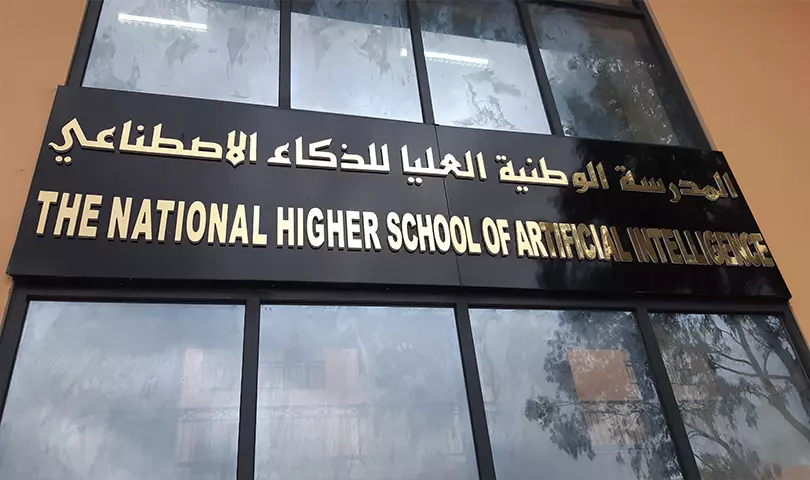 المدرسة الوطنية العليا للذكاء الاصطناعي
THE NATIONAL HIGHER SCHOOL OF ARTIFICIAL INTELLIGENCE